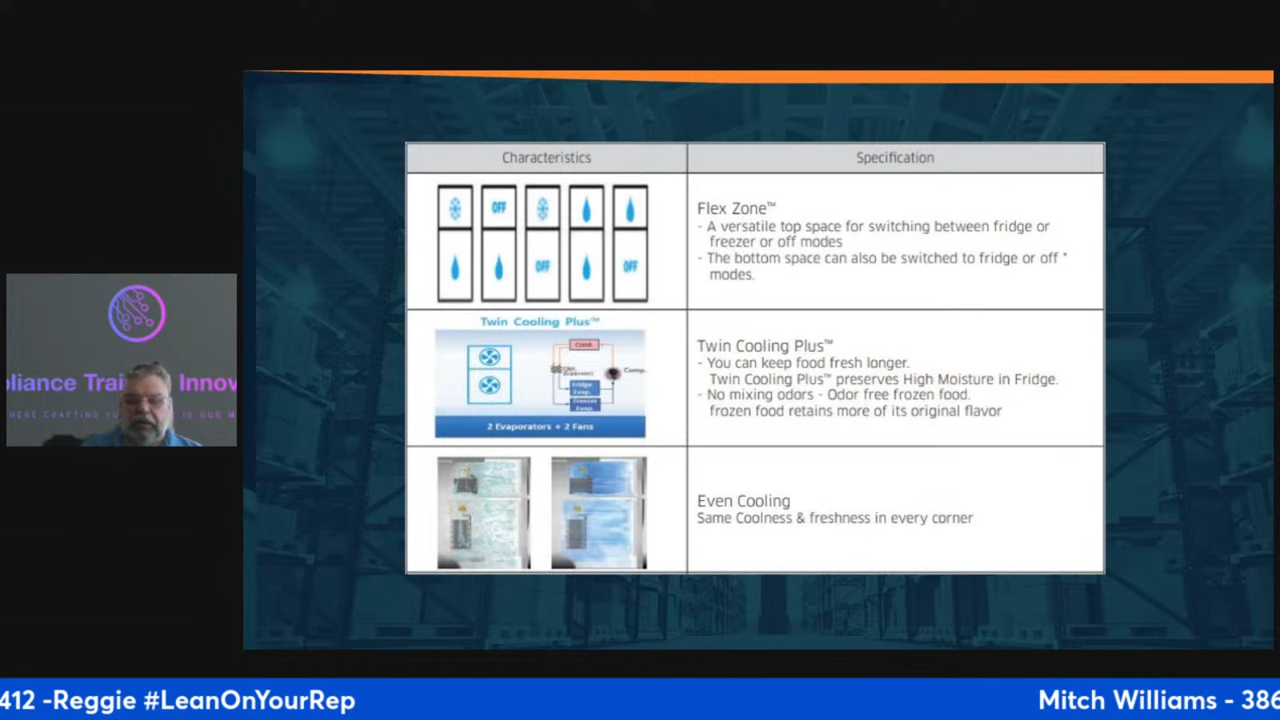 Characteristics
Specification
OFF
OFF
OFF
Flex Zone™
- A versatile top space for switching between fridge or
freezer or off modes
- The bottom space can also be switched to fridge or off *
modes.
Twin Cooling Plus™
Cond.
Comp.
Fridge
Evap.
Evap.
2 Evaporators + 2 Fans
Twin Cooling Plus™
- You can keep food fresh longer.
Twin Cooling Plus™ preserves High Moisture in Fridge.
- No mixing odors - Odor free frozen food.
frozen food retains more of its original flavor
Even Cooling
Same Coolness & freshness in every corner
pliance Trai Innov
412 -Reggie #LeanOnYourRep
Mitch Williams - 386